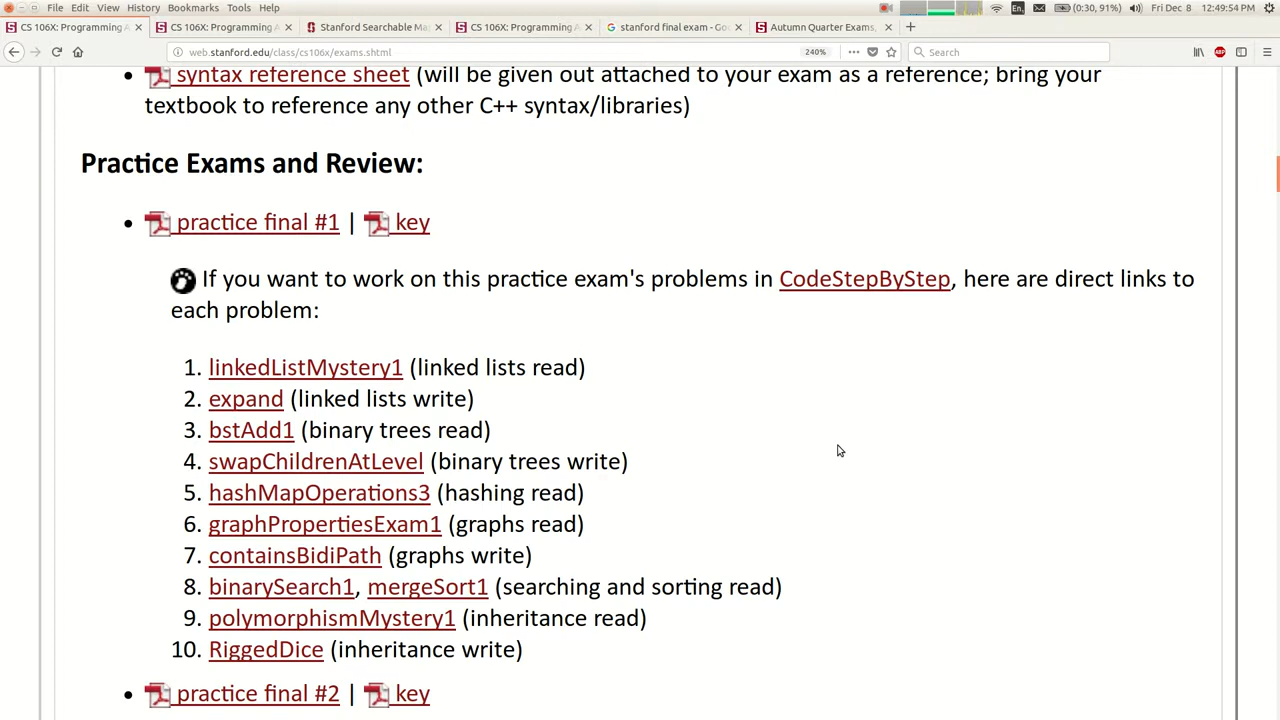 File Edit View History Bookmarks Tools Help
En (0:30, 91%) Fri Dec 8 12:49:54 PM
CS 106X: Programming A
CS 106X: Programming A
Stanford Searchable Ma
CS 106X: Programming A
stanford final exam - Goo
Autumn Quarter Exams,
web.stanford.edu/class/cs106x/exams.shtml
240%
Search
syntax reference sheet (will be given out attached to your exam as a reference; bring your
textbook to reference any other C++ syntax/libraries)
Practice Exams and Review:
• practice final #1 | key
If you want to work on this practice exam's problems in CodeStepByStep, here are direct links to
each problem:
1. linkedListMystery1 (linked lists read)
2. expand (linked lists write)
3. bstAdd1 (binary trees read)
4. swapChildrenAtLevel (binary trees write)
5. hashMapOperations3 (hashing read)
6. graphPropertiesExam1 (graphs read)
7. containsBidiPath (graphs write)
8. binarySearch1, mergeSort1 (searching and sorting read)
9. polymorphismMystery1 (inheritance read)
10. RiggedDice (inheritance write)
• practice final #2 | key